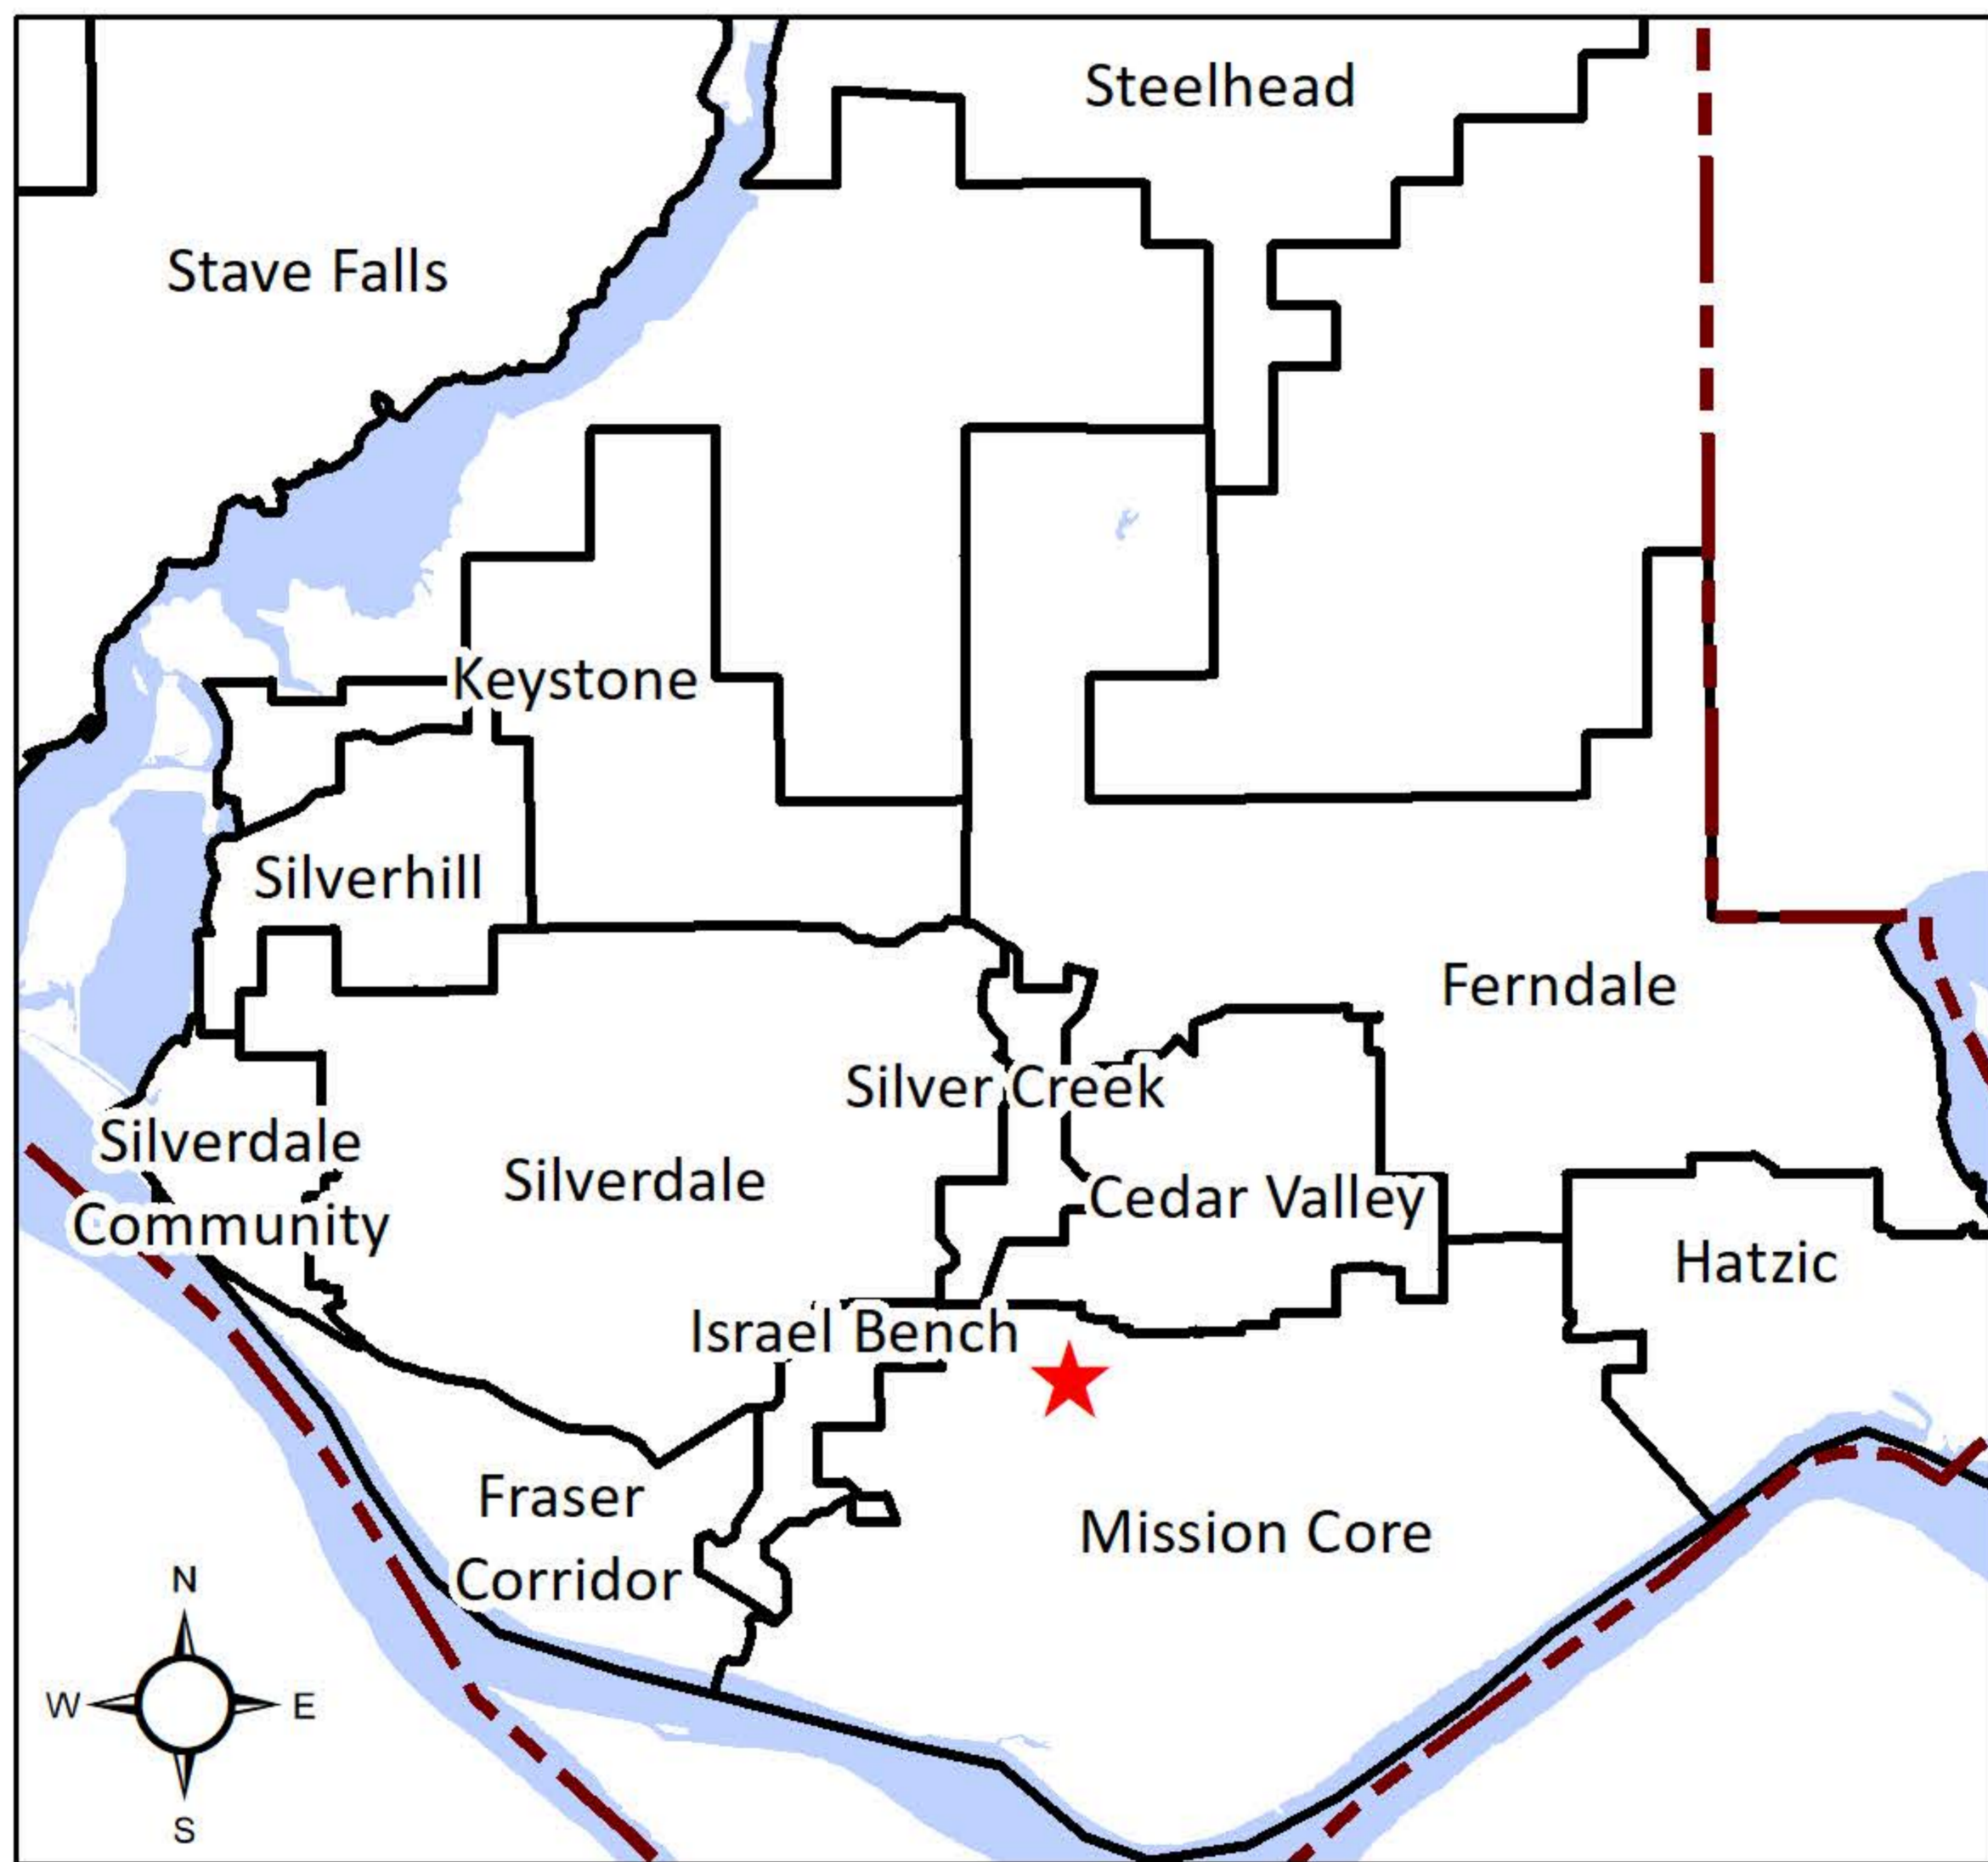 Steelhead
Stave Falls
Keystone
Silverhill
Ferndale
Silver Creek
Silverdale
Community
Silverdale
Cedar Valley
Hatzic
Israel Bench
Fraser
Corridor
Mission Core
N
W E
S